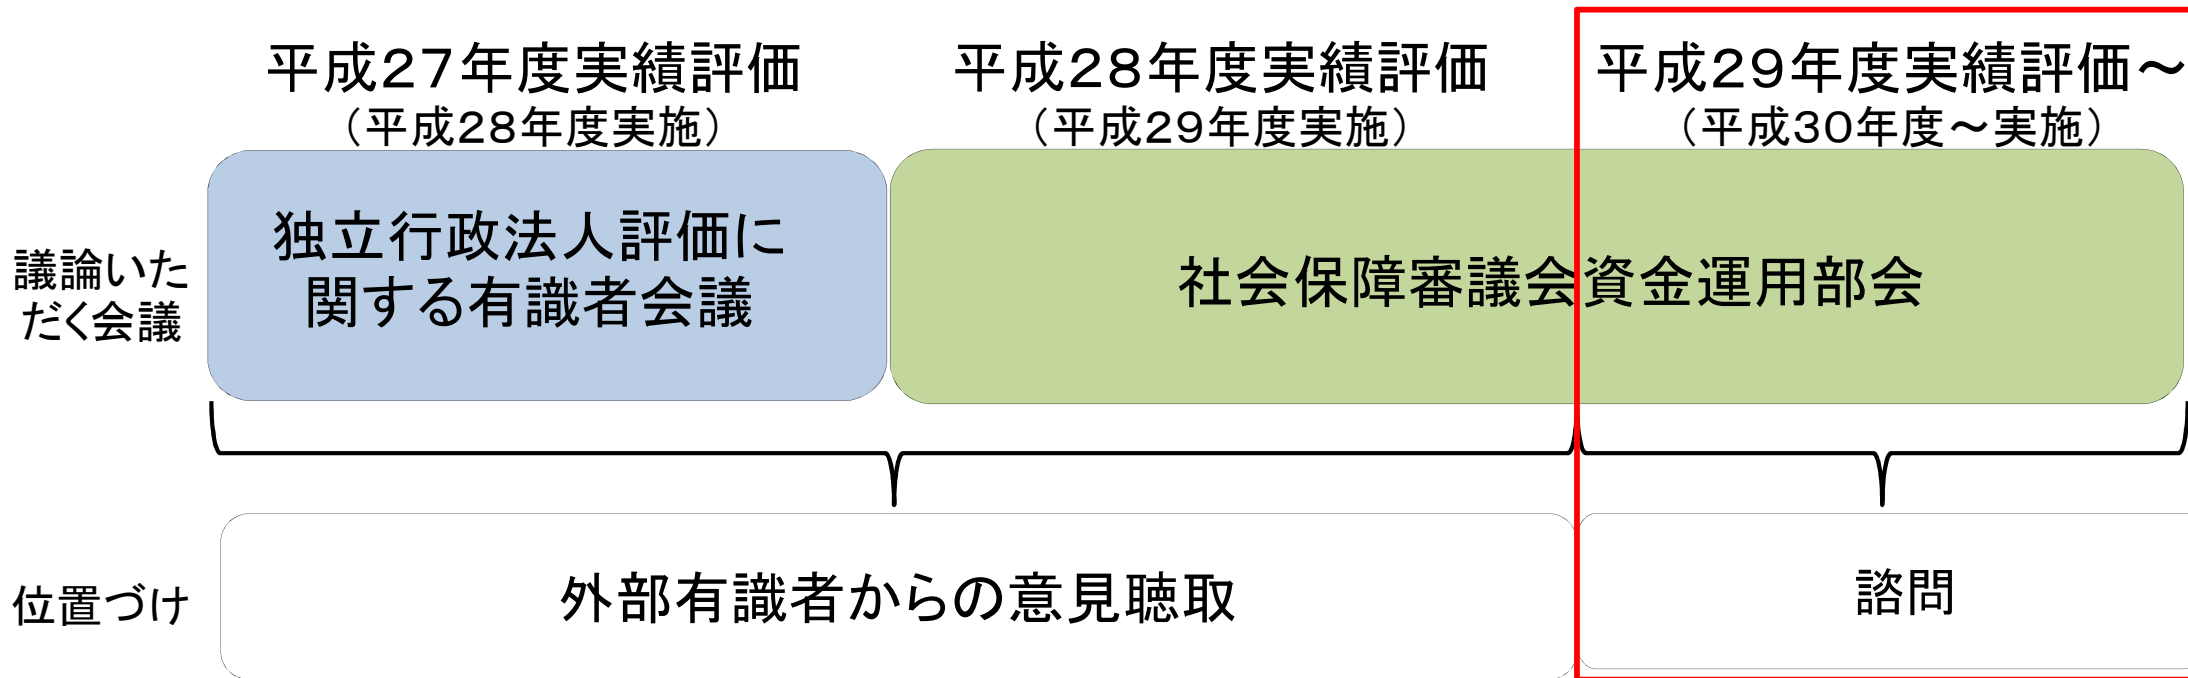 平成27年度実績評価
（平成28年度実施）
平成28年度実績評価
（平成29年度実施）
平成29年度実績評価～
（平成30年度～実施）
議論いた
だく会議
独立行政法人評価に
関する有識者会議
社会保障審議会資金運用部会
位置づけ
外部有識者からの意見聴取
諮問